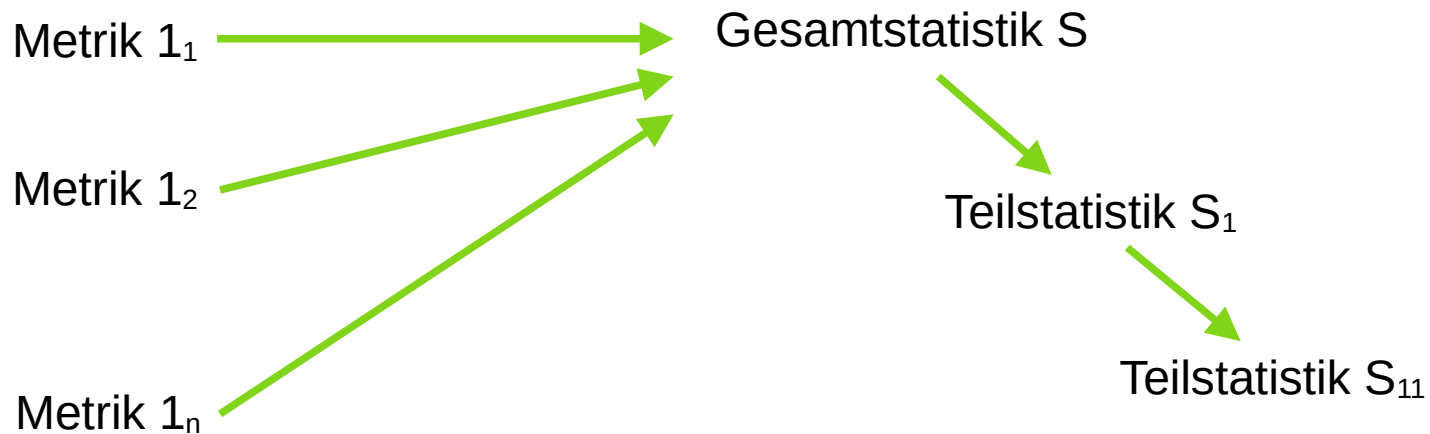 Metrik 1₁
Gesamtstatistik S
Metrik 1₂
Teilstatistik S₁
Teilstatistik S₁₁
Metrik 1ₙ